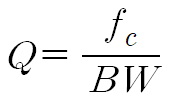 Q = f_c / BW